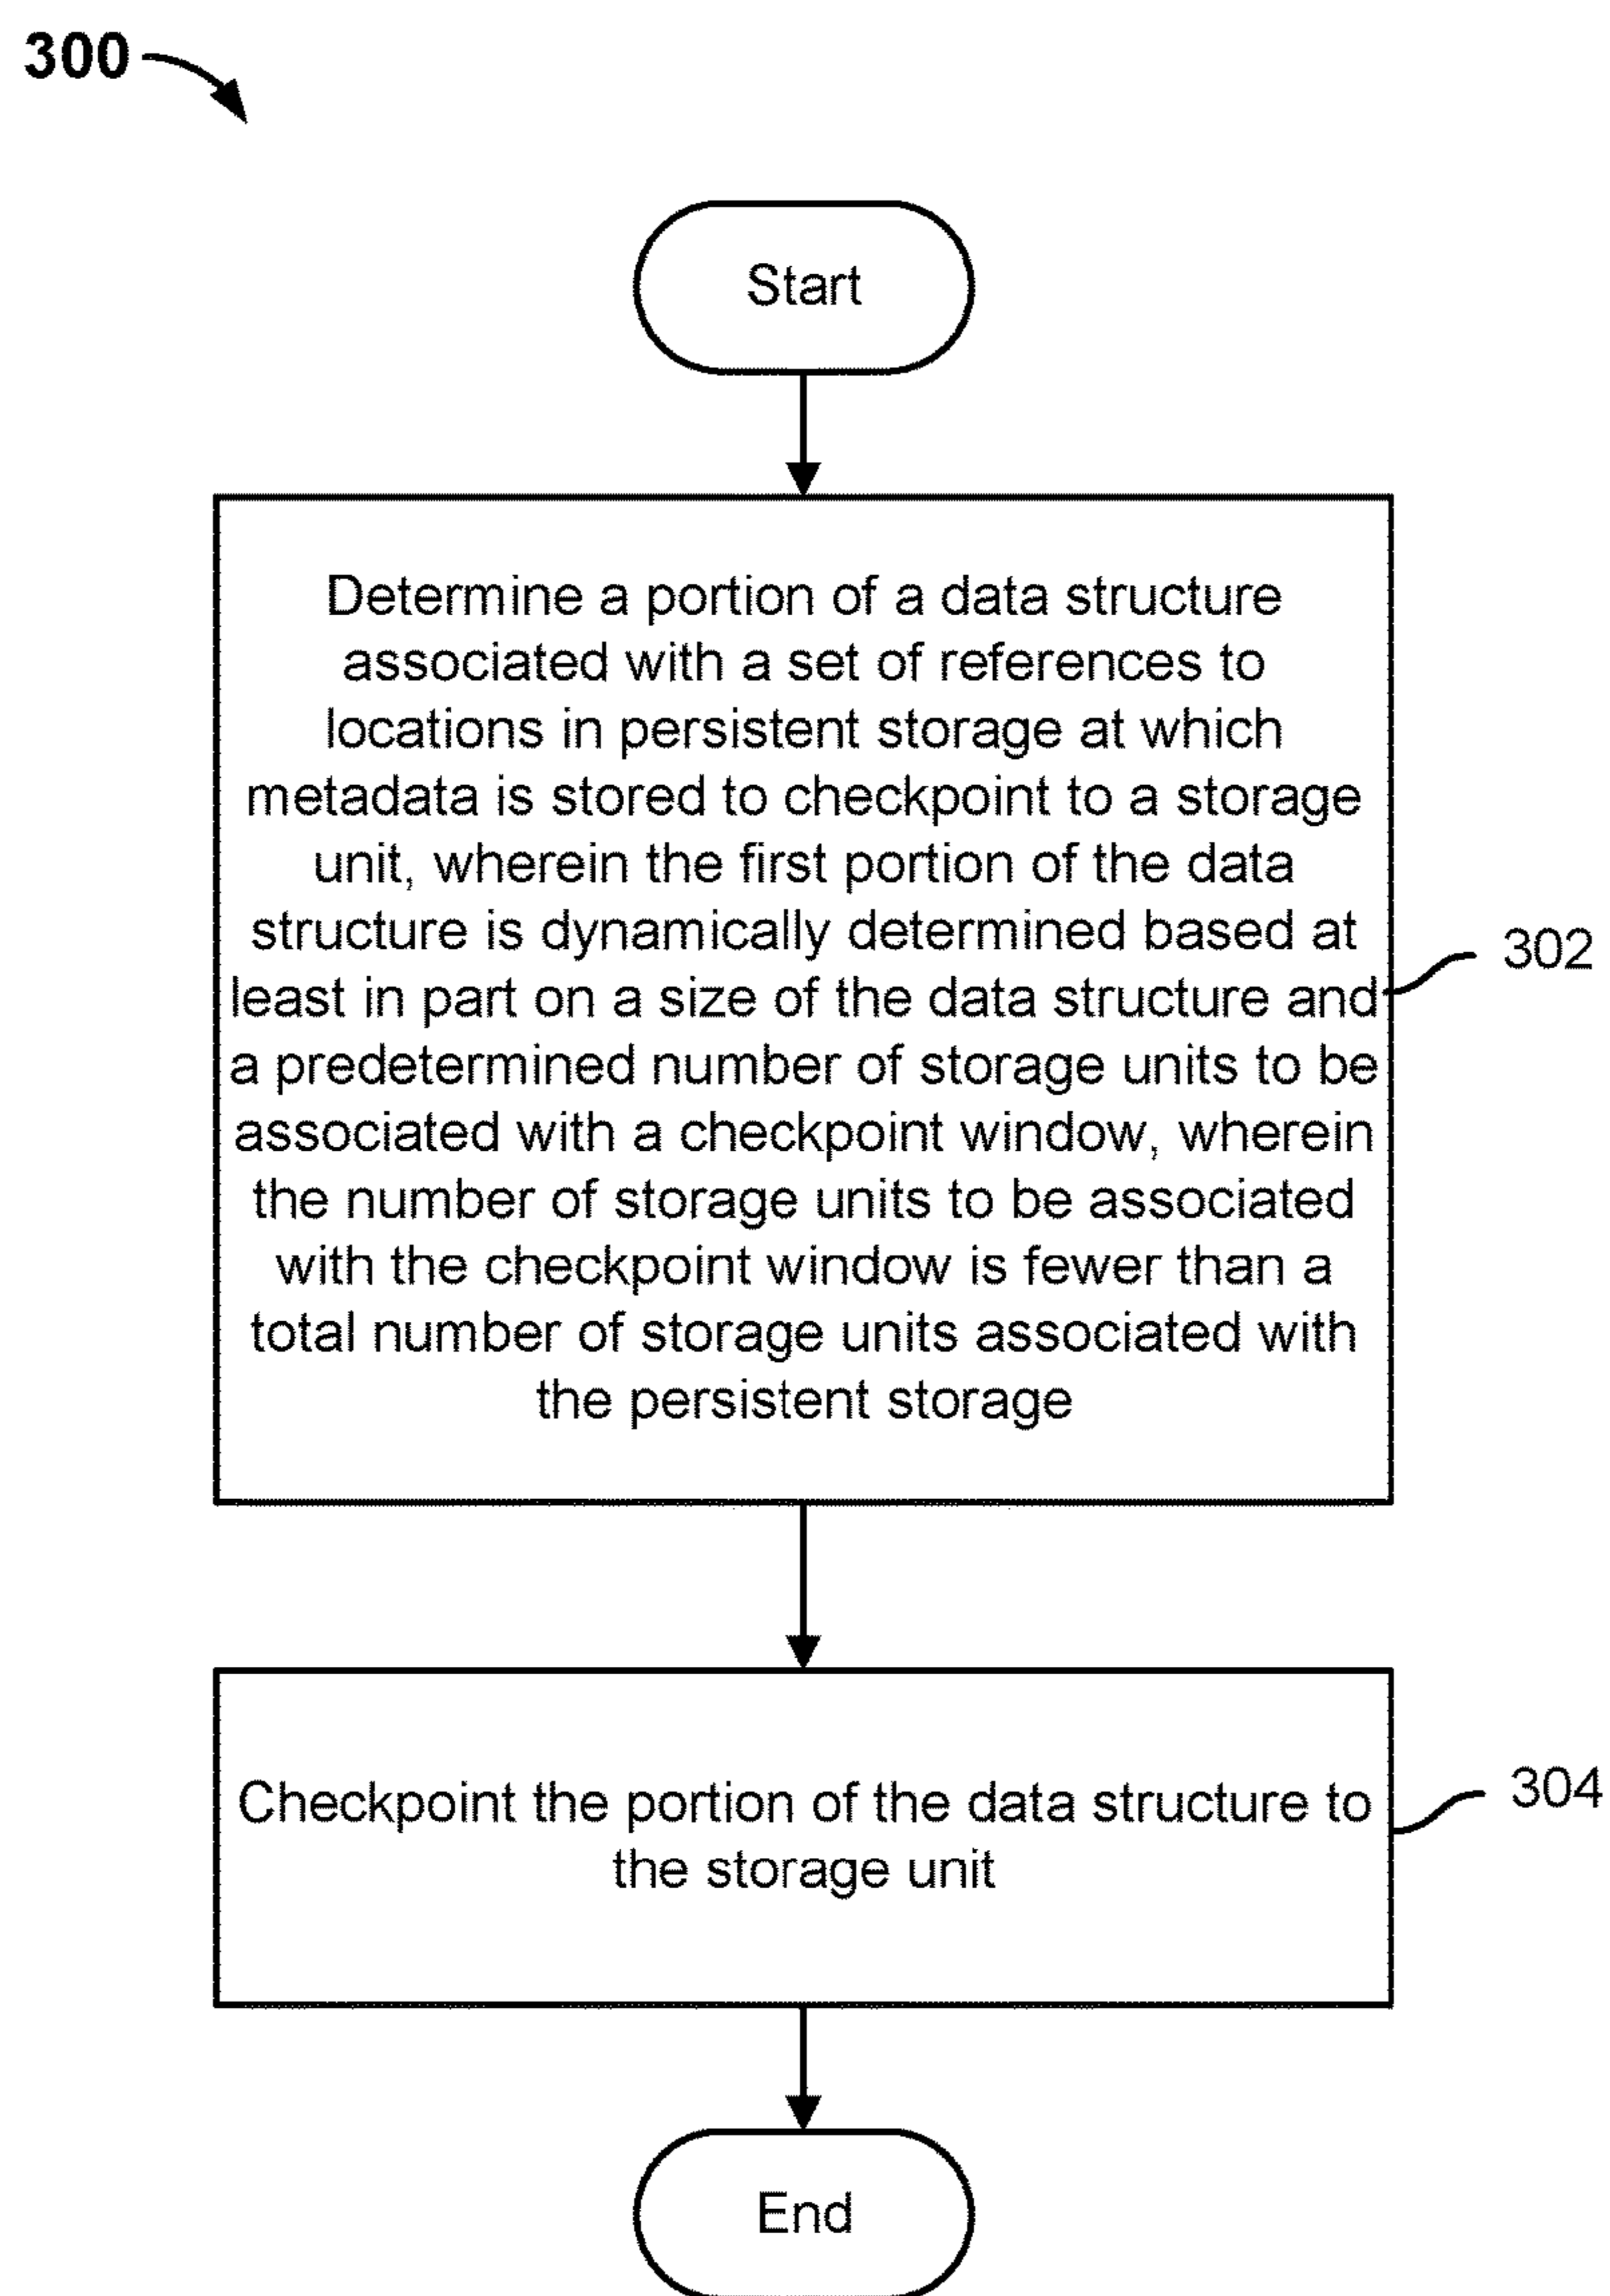 300
Start
Determine a portion of a data structure
associated with a set of references to
locations in persistent storage at which
metadata is stored to checkpoint to a storage
unit, wherein the first portion of the data
structure is dynamically determined based at
least in part on a size of the data structure and
a predetermined number of storage units to be
associated with a checkpoint window, wherein
the number of storage units to be associated
with the checkpoint window is fewer than a
total number of storage units associated with
the persistent storage
302
Checkpoint the portion of the data structure to
the storage unit
304
End